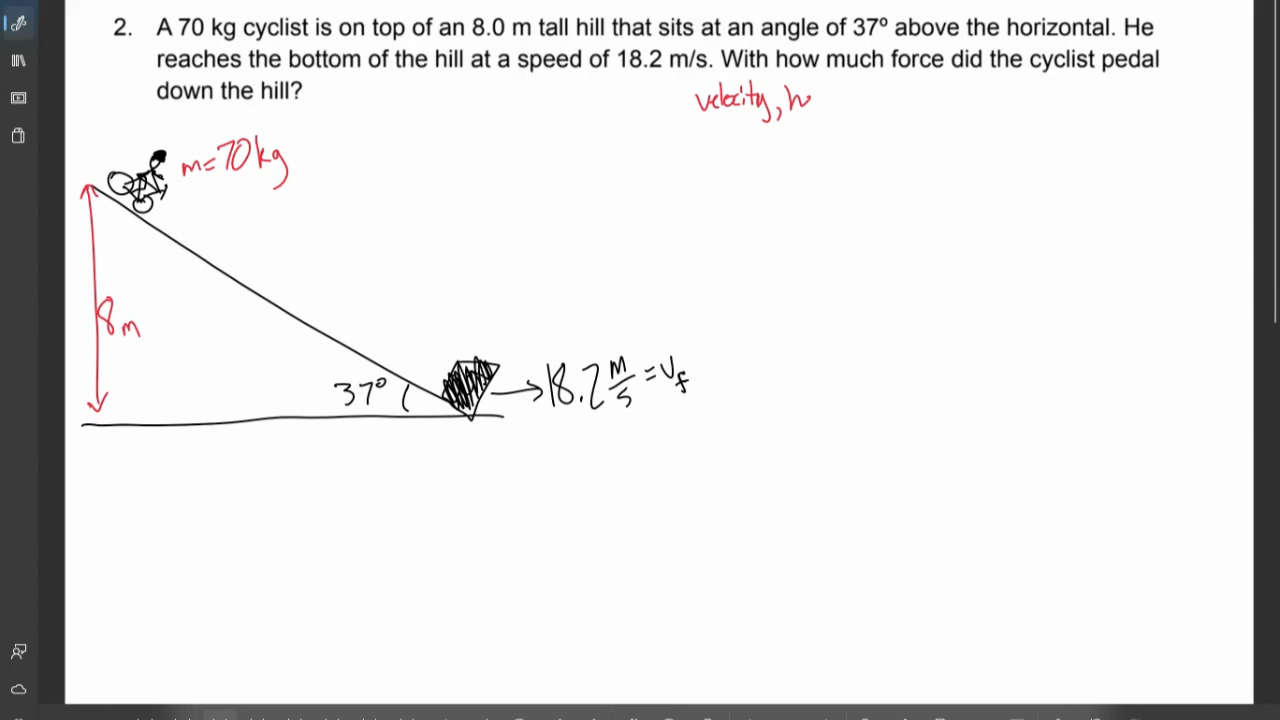 2. A 70 kg cyclist is on top of an 8.0 m tall hill that sits at an angle of 37º above the horizontal. He
reaches the bottom of the hill at a speed of 18.2 m/s. With how much force did the cyclist pedal
down the hill?
velocity, h
m=70kg
8m
37°
18.2 m/s = vf